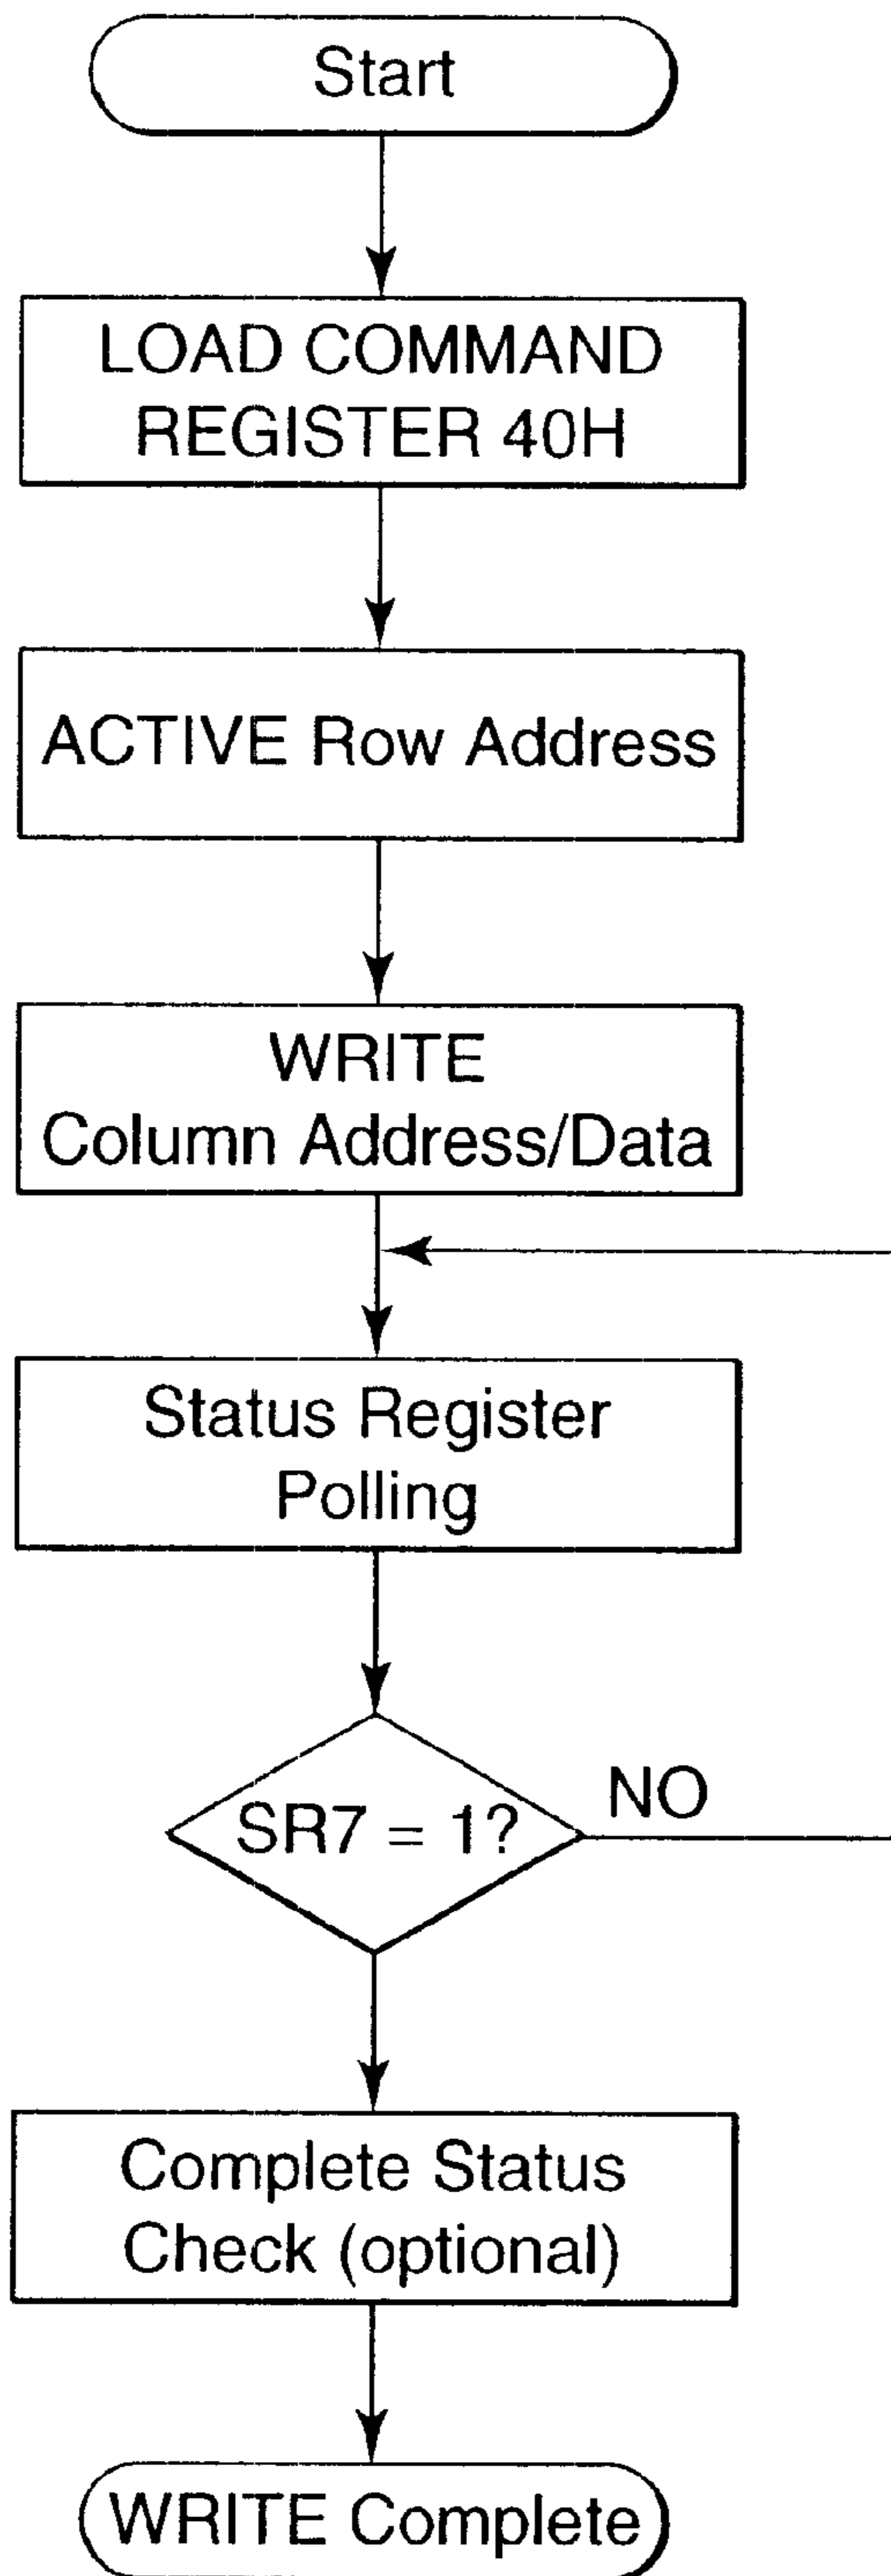 Start
LOAD COMMAND
REGISTER 40H
ACTIVE Row Address
WRITE
Column Address/Data
Status Register
Polling
SR7 = 1?
NO
Complete Status
Check (optional)
WRITE Complete